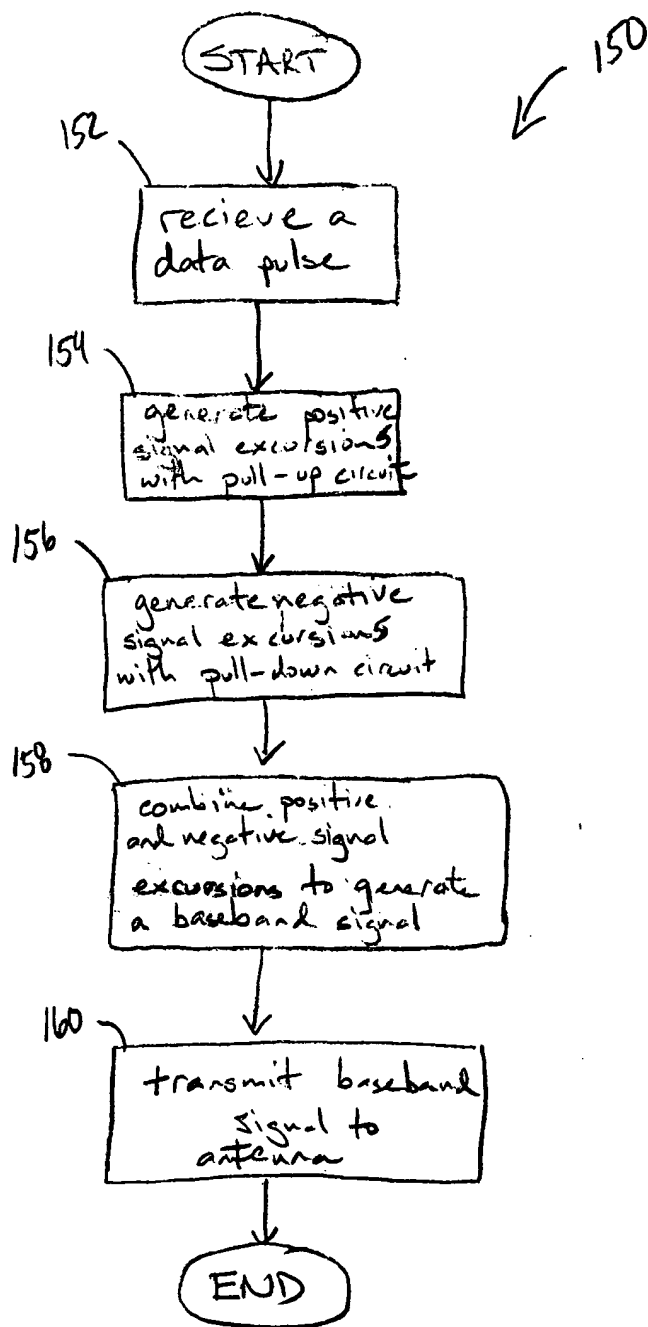 START
150
152
recieve a
data pulse
154
generate positive
signal excursions
with pull-up circuit
156
generate negative
signal excursions
with pull-down circuit
158
combine positive
and negative signal
excursions to generate
a baseband signal
160
transmit baseband
signal to
antenna
END